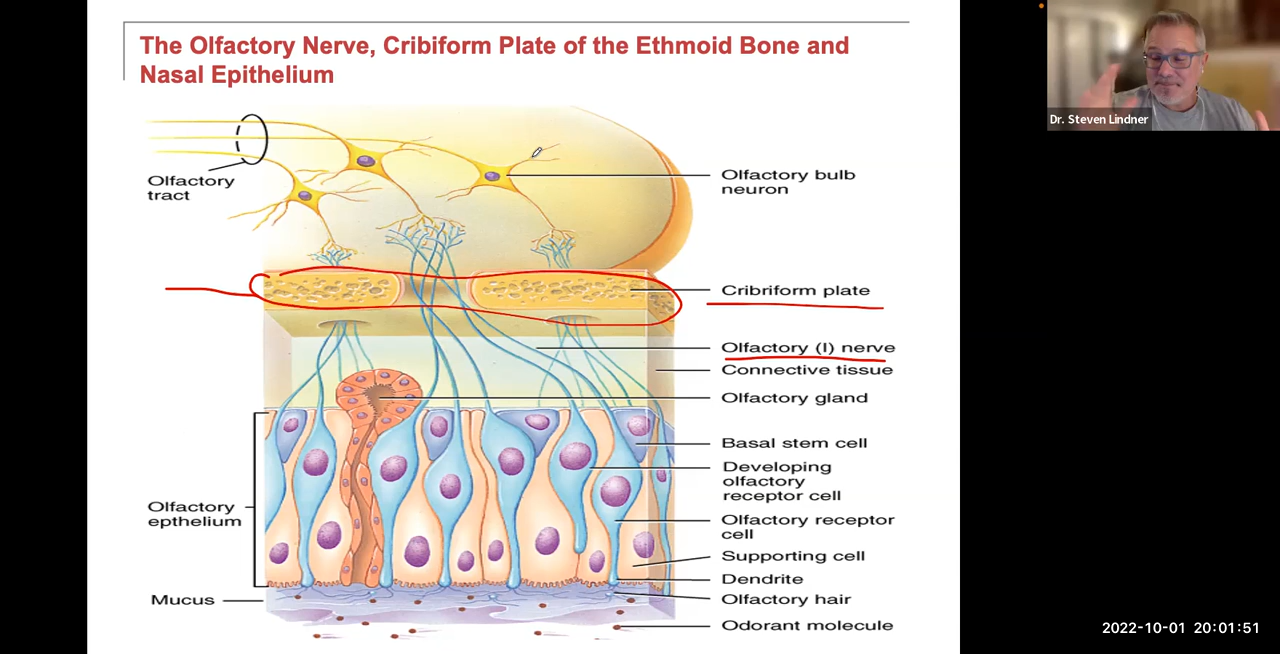 The Olfactory Nerve, Cribiform Plate of the Ethmoid Bone and
Nasal Epithelium
Dr. Steven Lindner
Olfactory
tract
Olfactory bulb
neuron
Cribriform plate
Olfactory (I) nerve
Connective tissue
Olfactory gland
Basal stem cell
Developing
olfactory
receptor cell
Olfactory
epthelium
Olfactory receptor
cell
Supporting cell
Dendrite
Mucus
Olfactory hair
Odorant molecule
2022-10-01 20:01:51